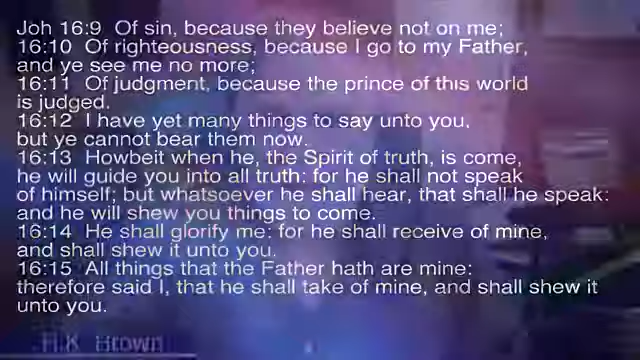 Joh 16:9 Of sin, because they believe not on me;
16:10 Of righteousness, because I go to my Father,
and ye see me no more;
16:11 Of judgment, because the prince of this world
is judged.
16:12 I have yet many things to say unto you,
but ye cannot bear them now.
16:13 Howbeit when he, the Spirit of truth, is come,
he will guide you into all truth: for he shall not speak
of himself; but whatsoever he shall hear, that shall he speak:
and he will shew you things to come.
16:14 He shall glorify me: for he shall receive of mine,
and shall shew it unto you.
16:15 All things that the Father hath are mine:
therefore said I, that he shall take of mine, and shall shew it
unto you.
H.K. Brown